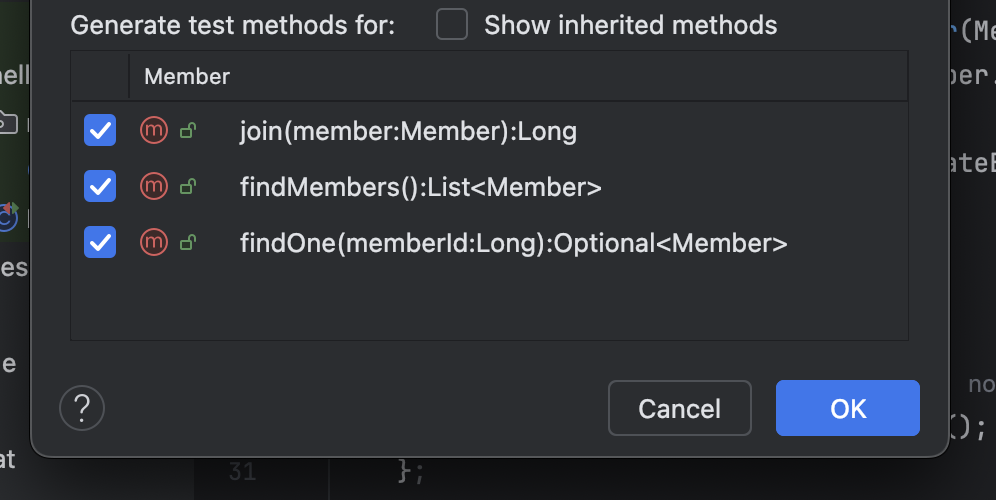 Generate test methods for: Show inherited methods
Member
join(member:Member):Long
findMembers():List<Member>
findOne(memberId:Long):Optional<Member>
?
Cancel OK
();
31 };